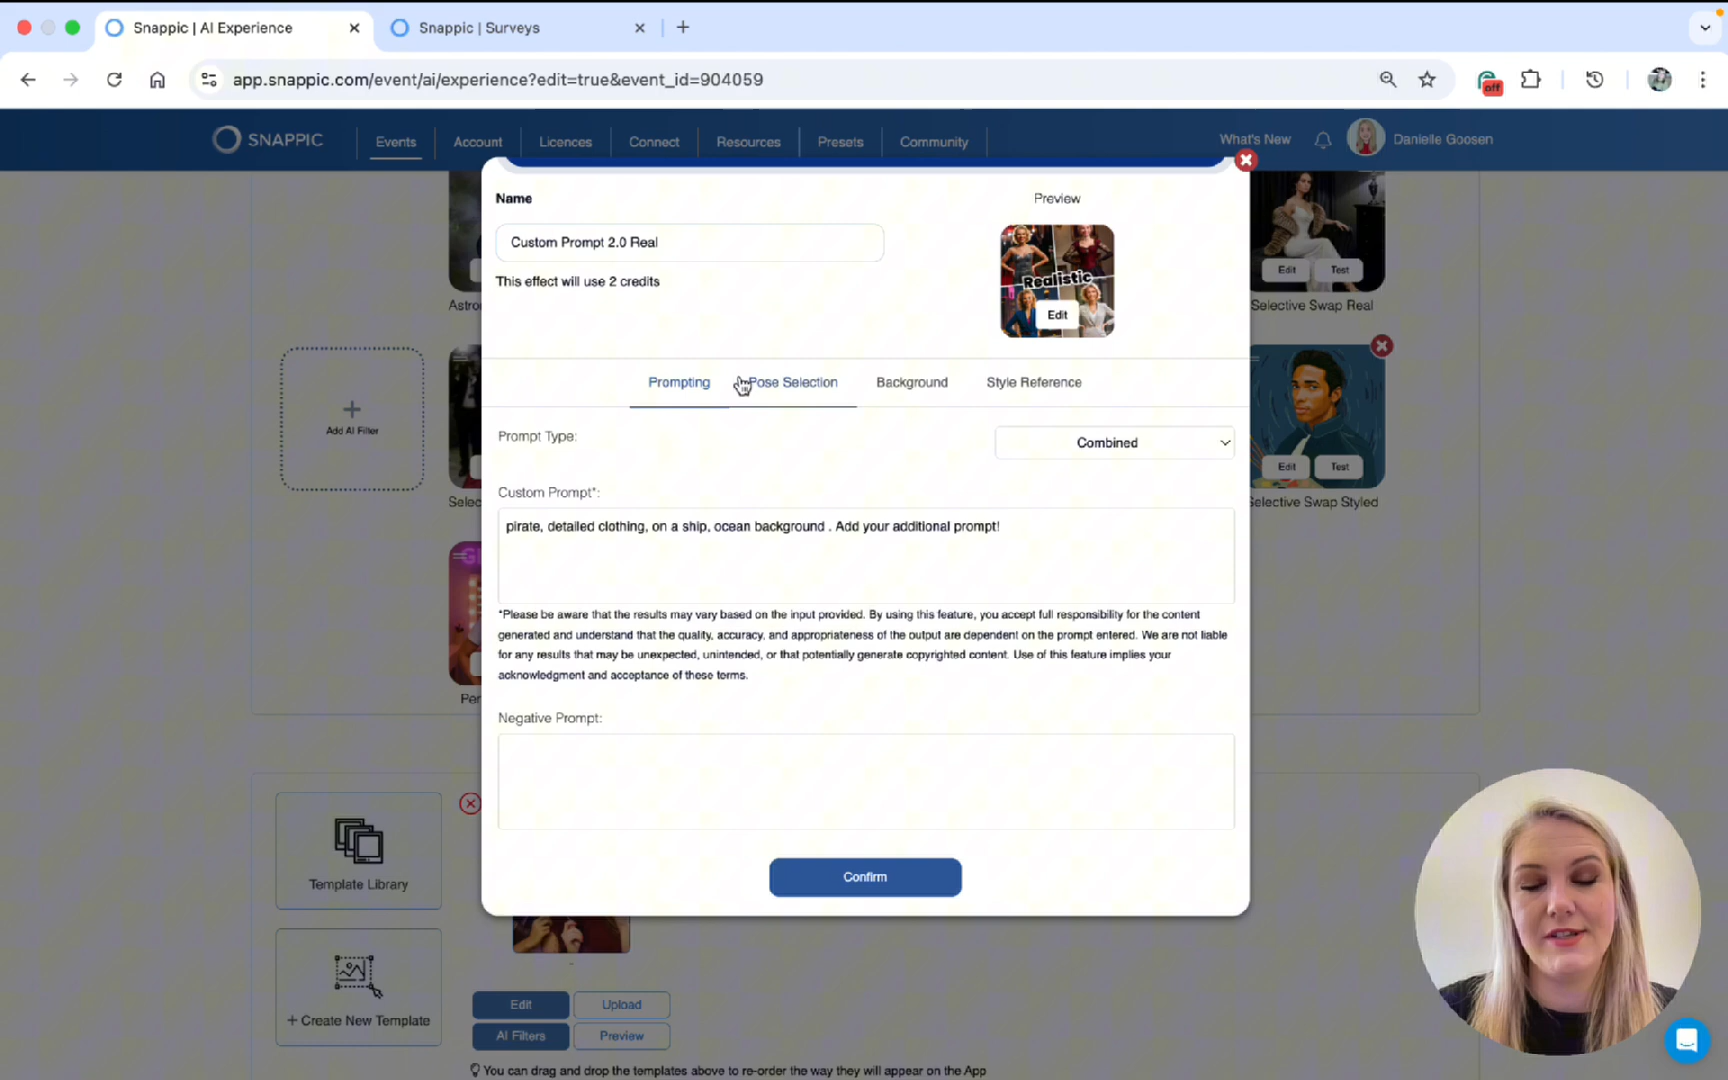 Snappic | AI Experience
Snappic | Surveys
app.snappic.com/event/ai/experience?edit=true&event_id=904059
off
SNAPPIC
Events
Account
Licences
Connect
Resources
Presets
Community
What's New
Danielle Goosen
Name
Preview
Custom Prompt 2.0 Real
This effect will use 2 credits
Realistic
Edit
Edit
Test
Astro
Selective Swap Real
Prompting
Pose Selection
Background
Style Reference
Add AI Filter
Prompt Type:
Combined
Edit
Test
Custom Prompt*:
Selec
Selective Swap Styled
pirate, detailed clothing, on a ship, ocean background . Add your additional prompt!
*Please be aware that the results may vary based on the input provided. By using this feature, you accept full responsibility for the content
generated and understand that the quality, accuracy, and appropriateness of the output are dependent on the prompt entered. We are not liable
for any results that may be unexpected, unintended, or that potentially generate copyrighted content. Use of this feature implies your
acknowledgment and acceptance of these terms.
Per
Negative Prompt:
Template Library
Confirm
+ Create New Template
Edit
Upload
AI Filters
Preview
You can drag and drop the templates above to re-order the way they will appear on the App